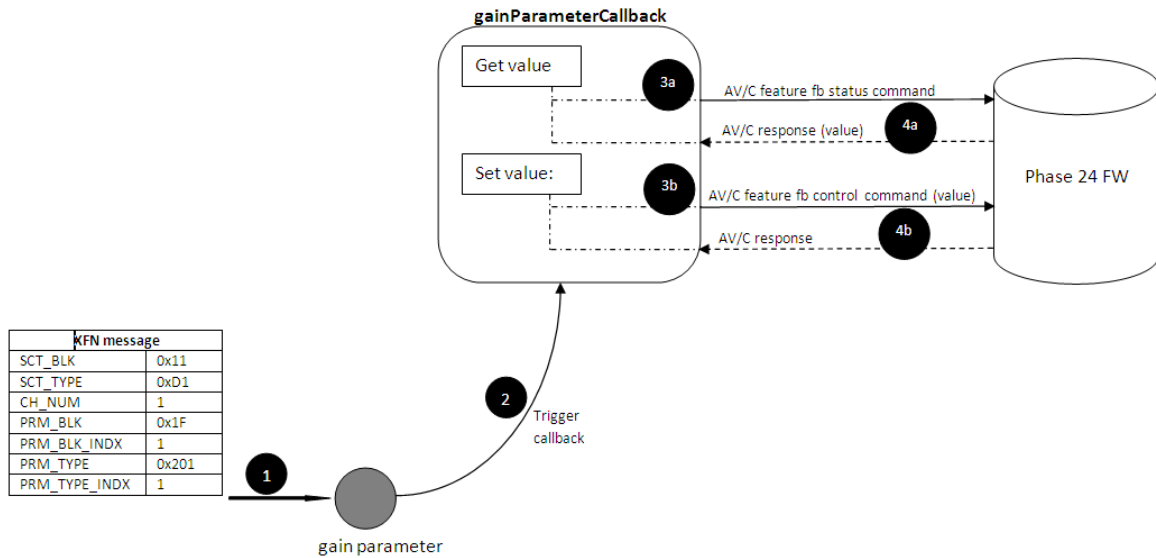 gainParameterCallback
Get value
3a
AV/C feature fb status command
4a
AV/C response (value)
Set value:
3b
AV/C feature fb control command (value)
4b
AV/C response
Phase 24 FW
XFN message
SCT_BLK 0x11
SCT_TYPE 0xD1
CH_NUM 1
PRM_BLK 0x1F
PRM_BLK_INDX 1
PRM_TYPE 0x201
PRM_TYPE_INDX 1
1
2
Trigger
callback
gain parameter